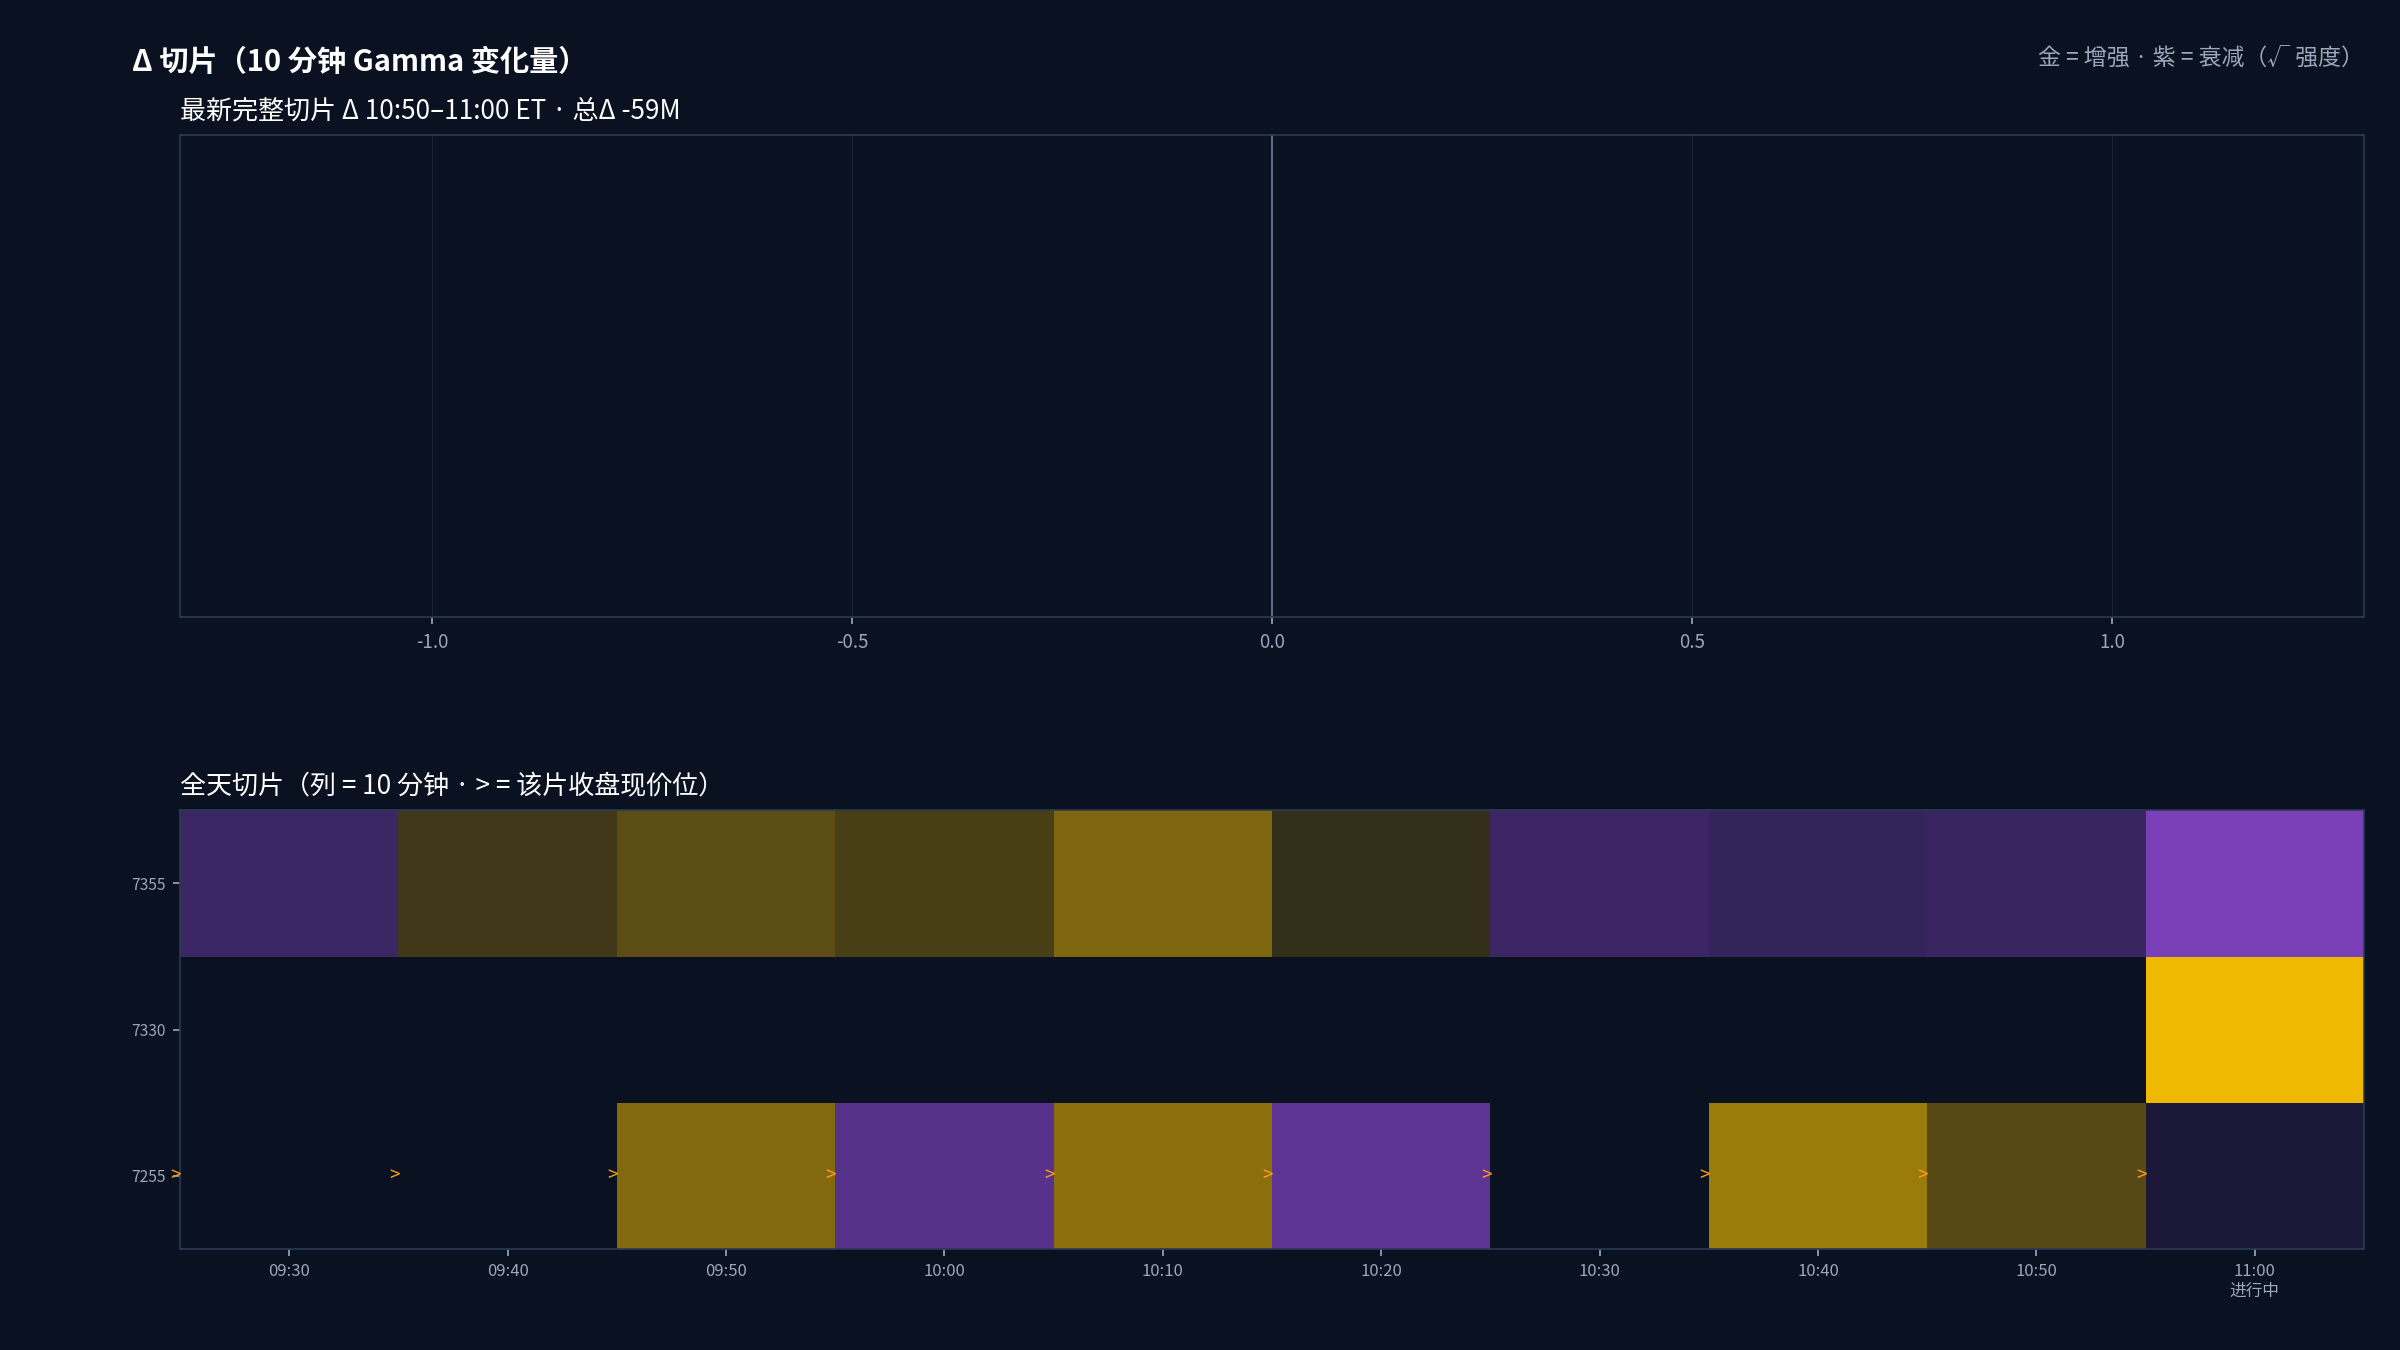 Δ 切片（10 分钟 Gamma 变化量）
金 = 增强 · 紫 = 衰减（√ 强度）
最新完整切片 Δ 10:50–11:00 ET · 总Δ -59M
-1.0 -0.5 0.0 0.5 1.0
全天切片（列 = 10 分钟 · > = 该片收盘现价位）
7355
7330
7255 > > > > > > > > > >
09:30 09:40 09:50 10:00 10:10 10:20 10:30 10:40 10:50 11:00
进行中